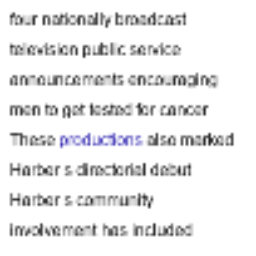 four nationally broadcast
television public service
announcements encouraging
men to get tested for cancer
These productions also marked
Harber s directorial debut
Harber s community
involvement has included